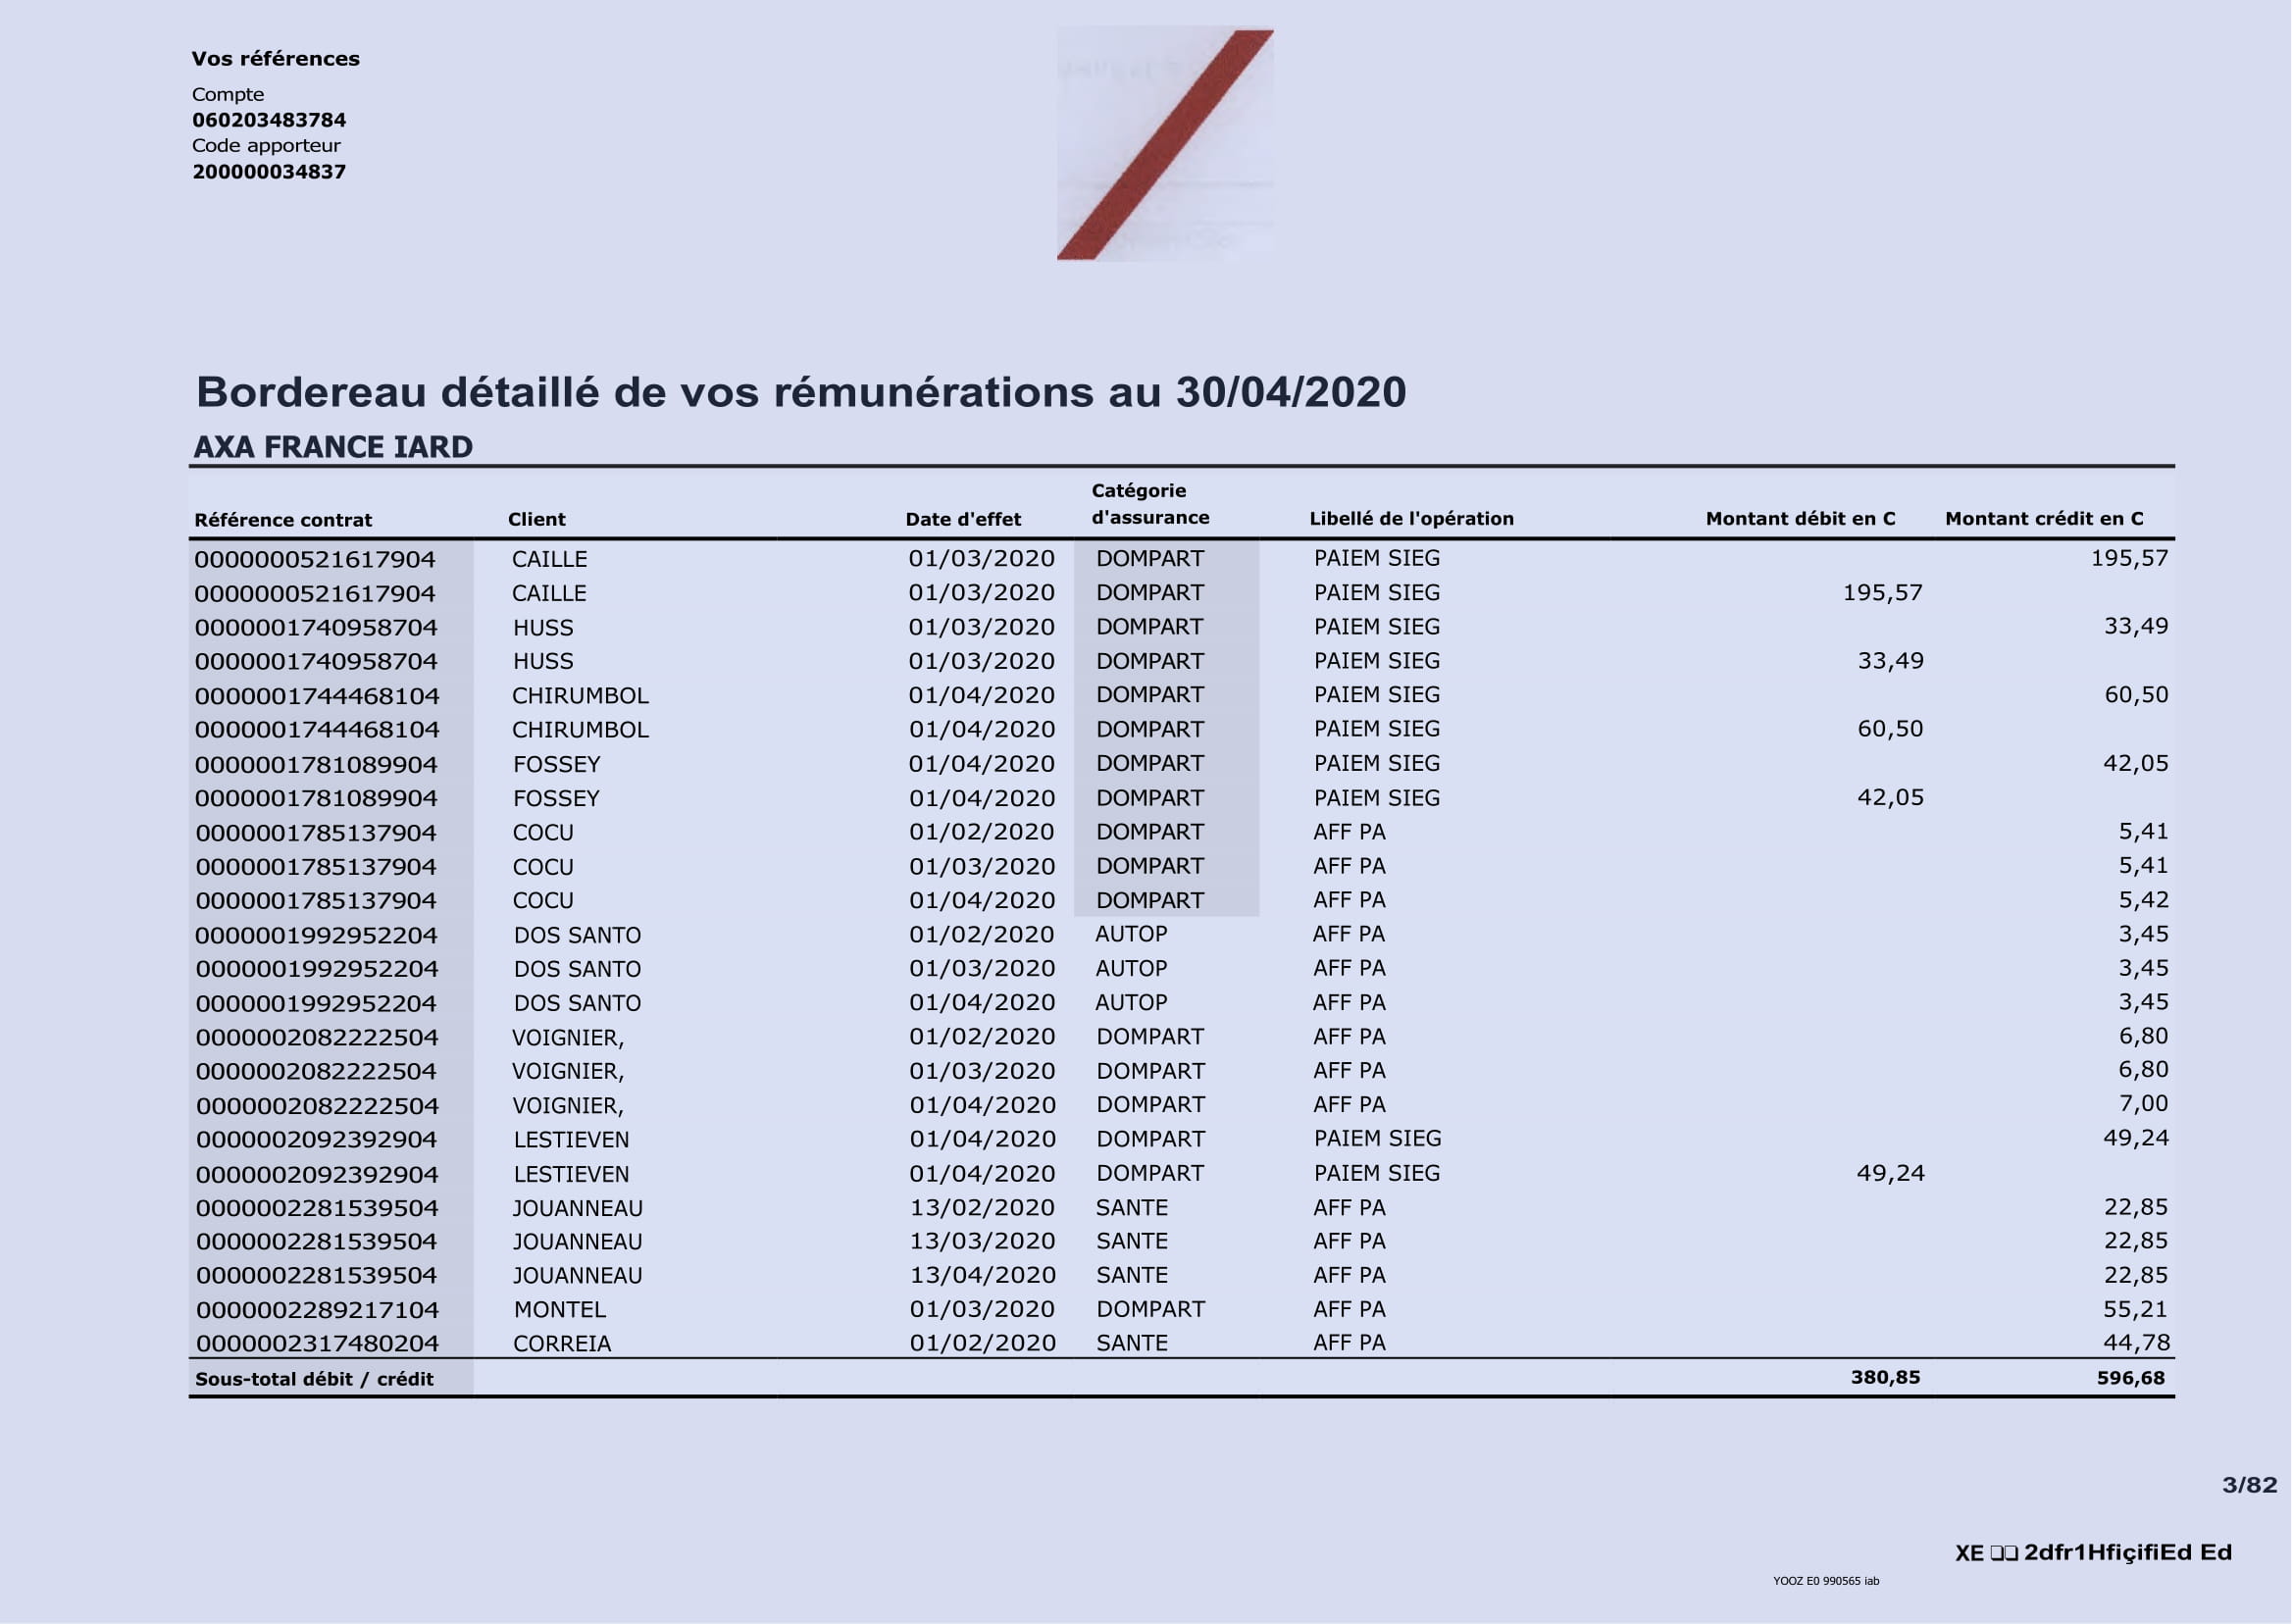 Vos références
Compte
060203483784
Code apporteur
200000034837
Bordereau détaillé de vos rémunérations au 30/04/2020
AXA FRANCE IARD
Référence contrat Client Date d'effet Catégorie d'assurance Libellé de l'opération Montant débit en C Montant crédit en C
0000000521617904 CAILLE 01/03/2020 DOMPART PAIEM SIEG 195,57
0000000521617904 CAILLE 01/03/2020 DOMPART PAIEM SIEG 195,57
0000001740958704 HUSS 01/03/2020 DOMPART PAIEM SIEG 33,49
0000001740958704 HUSS 01/03/2020 DOMPART PAIEM SIEG 33,49
0000001744468104 CHIRUMBOL 01/04/2020 DOMPART PAIEM SIEG 60,50
0000001744468104 CHIRUMBOL 01/04/2020 DOMPART PAIEM SIEG 60,50
0000001781089904 FOSSEY 01/04/2020 DOMPART PAIEM SIEG 42,05
0000001781089904 FOSSEY 01/04/2020 DOMPART PAIEM SIEG 42,05
0000001785137904 COCU 01/02/2020 DOMPART AFF PA 5,41
0000001785137904 COCU 01/03/2020 DOMPART AFF PA 5,41
0000001785137904 COCU 01/04/2020 DOMPART AFF PA 5,42
0000001992952204 DOS SANTO 01/02/2020 AUTOP AFF PA 3,45
0000001992952204 DOS SANTO 01/03/2020 AUTOP AFF PA 3,45
0000001992952204 DOS SANTO 01/04/2020 AUTOP AFF PA 3,45
0000002082222504 VOIGNIER, 01/02/2020 DOMPART AFF PA 6,80
0000002082222504 VOIGNIER, 01/03/2020 DOMPART AFF PA 6,80
0000002082222504 VOIGNIER, 01/04/2020 DOMPART AFF PA 7,00
0000002092392904 LESTIEVEN 01/04/2020 DOMPART PAIEM SIEG 49,24
0000002092392904 LESTIEVEN 01/04/2020 DOMPART PAIEM SIEG 49,24
0000002281539504 JOUANNEAU 13/02/2020 SANTE AFF PA 22,85
0000002281539504 JOUANNEAU 13/03/2020 SANTE AFF PA 22,85
0000002281539504 JOUANNEAU 13/04/2020 SANTE AFF PA 22,85
0000002289217104 MONTEL 01/03/2020 DOMPART AFF PA 55,21
0000002317480204 CORREIA 01/02/2020 SANTE AFF PA 44,78
Sous-total débit / crédit 380,85 596,68
3/82
XE ❑❑ 2dfr1HfiçifiEd Ed
YOOZ E0 990565 iab